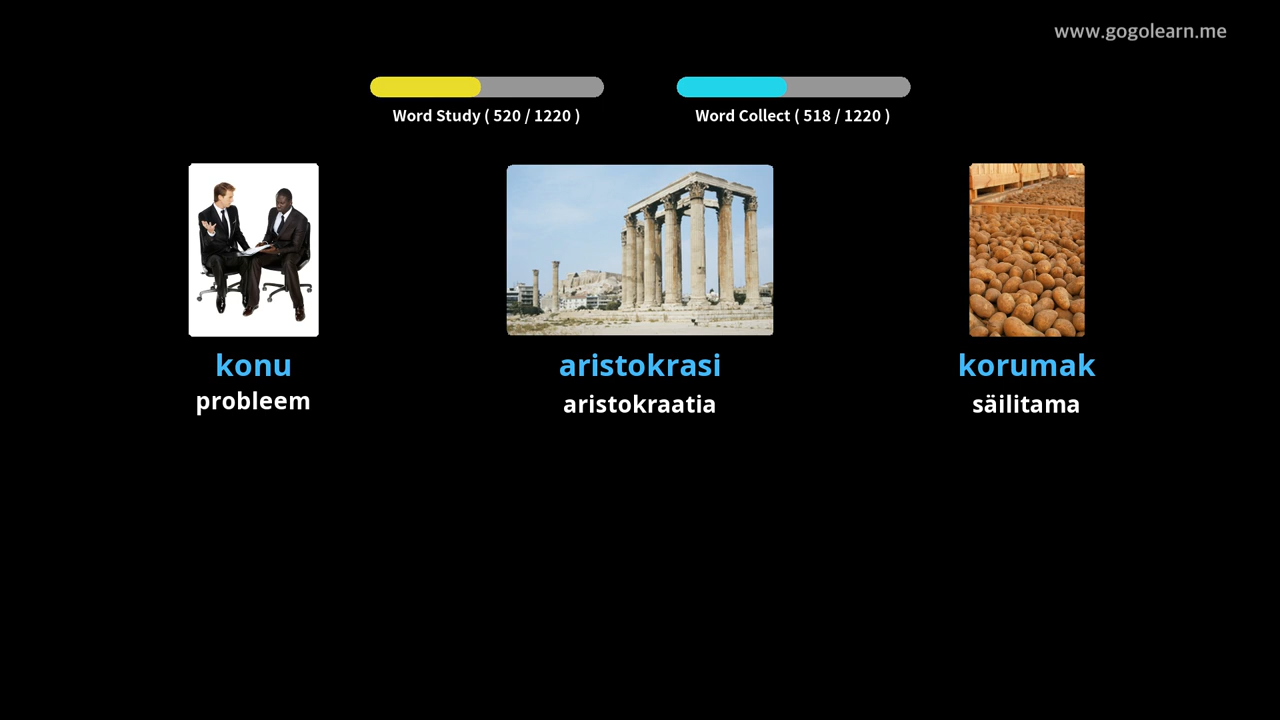 www.gogolearn.me
Word Study ( 520 / 1220 )
Word Collect ( 518 / 1220 )
konu
probleem
aristokrasi
aristokraatia
korumak
säilitama